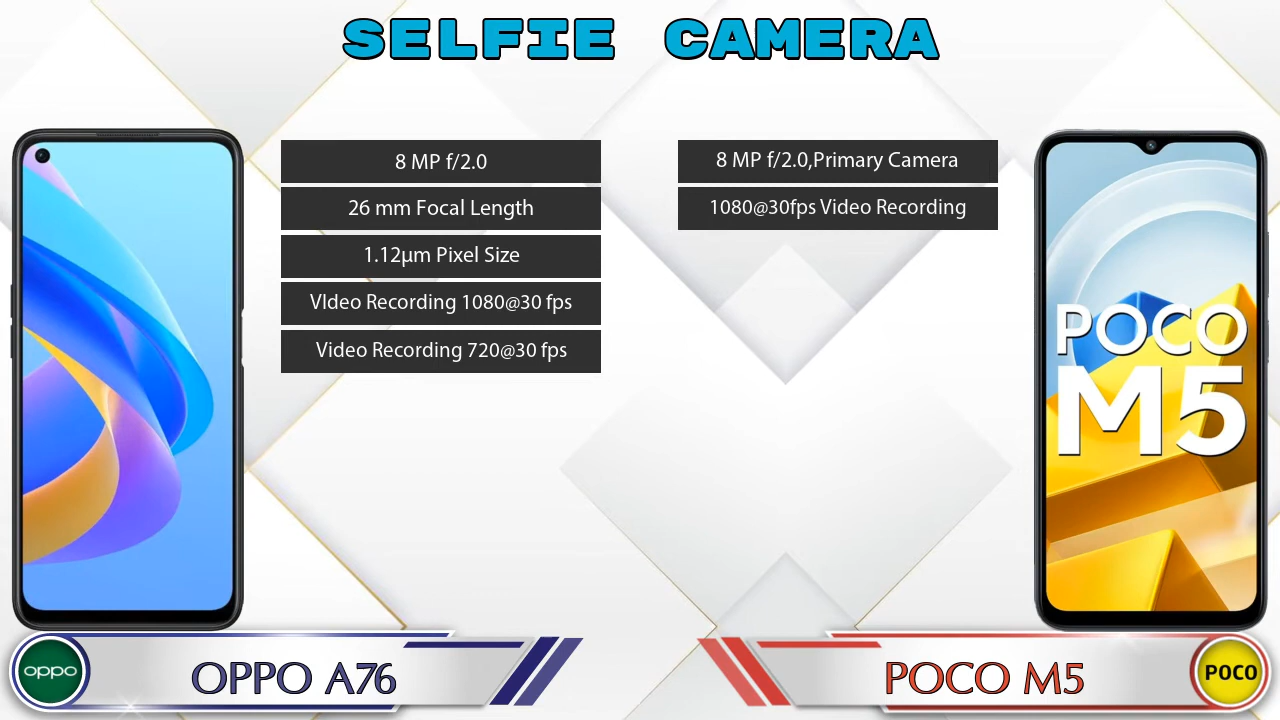 SELFIE CAMERA
8 MP f/2.0
26 mm Focal Length
1.12µm Pixel Size
VIdeo Recording 1080@30 fps
Video Recording 720@30 fps
8 MP f/2.0,Primary Camera
1080@30fps Video Recording
POCO
M5
oppo
OPPO A76
POCO M5
POCO